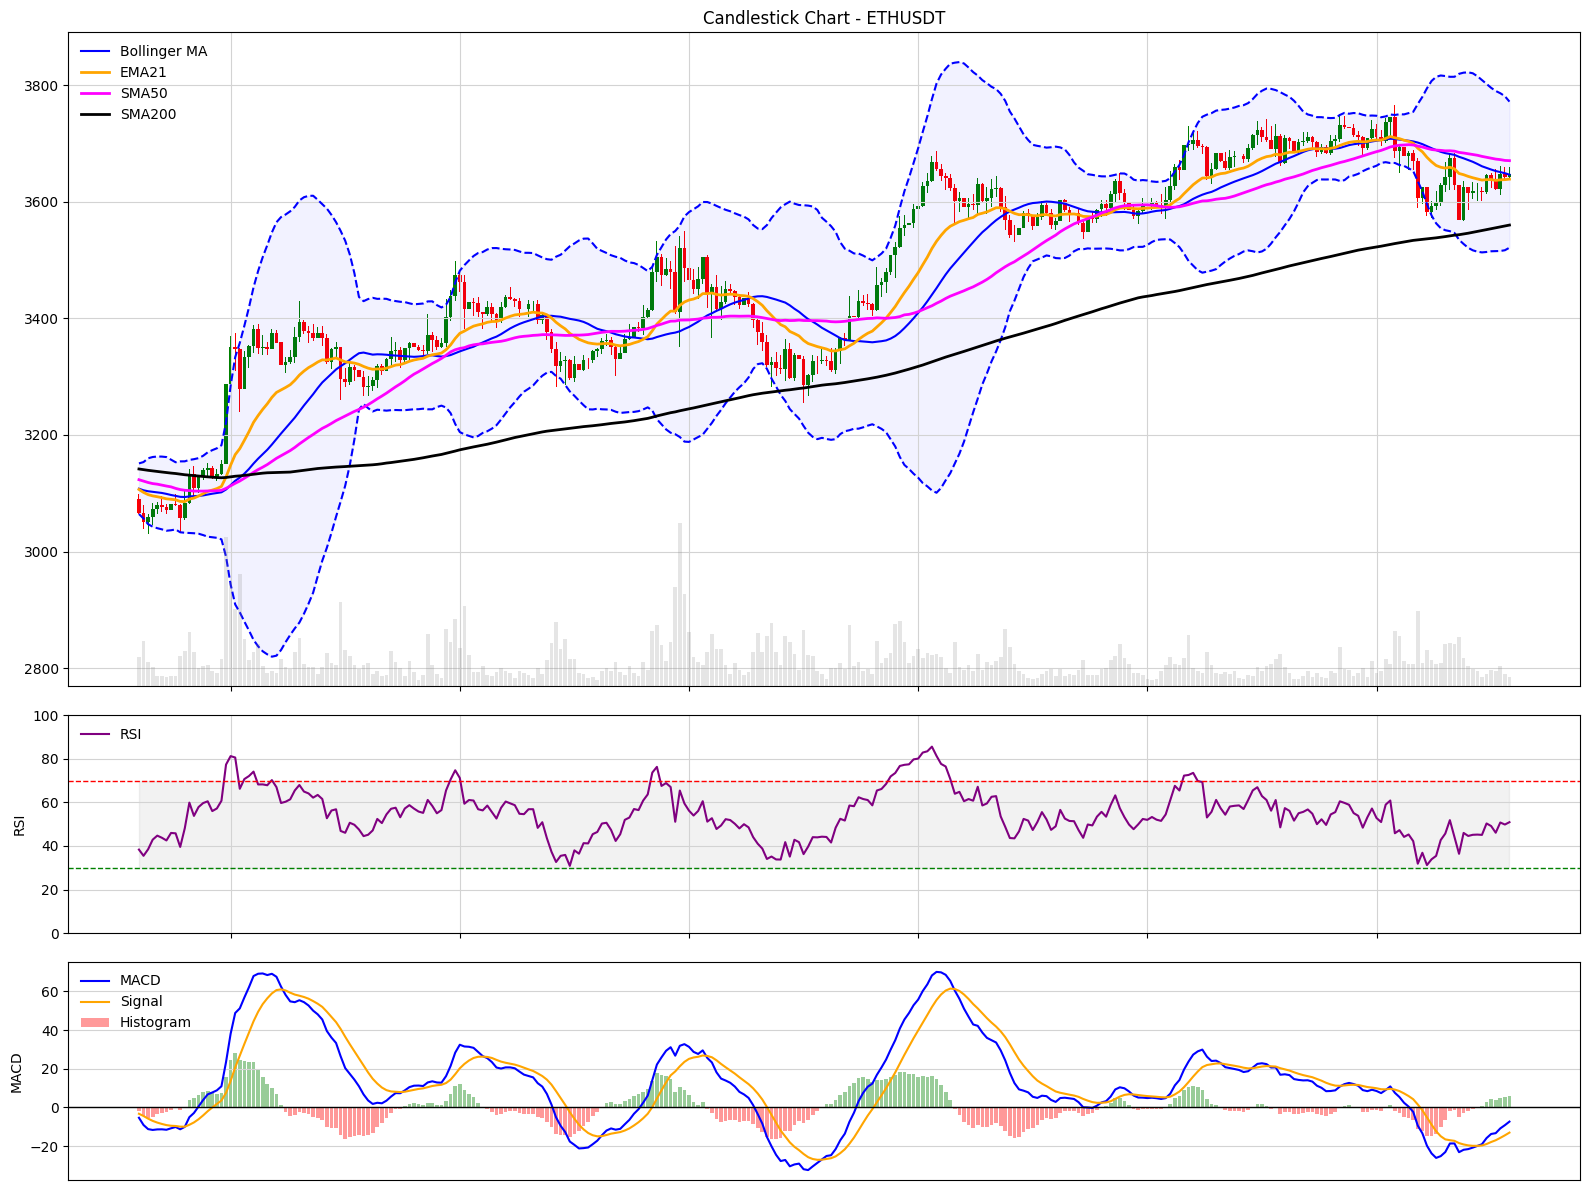 Candlestick Chart - ETHUSDT
Bollinger MA
EMA21
SMA50
SMA200
3800
3600
3400
3200
3000
2800
RSI
RSI
100
80
60
40
20
0
MACD
Signal
Histogram
MACD
60
40
20
0
−20